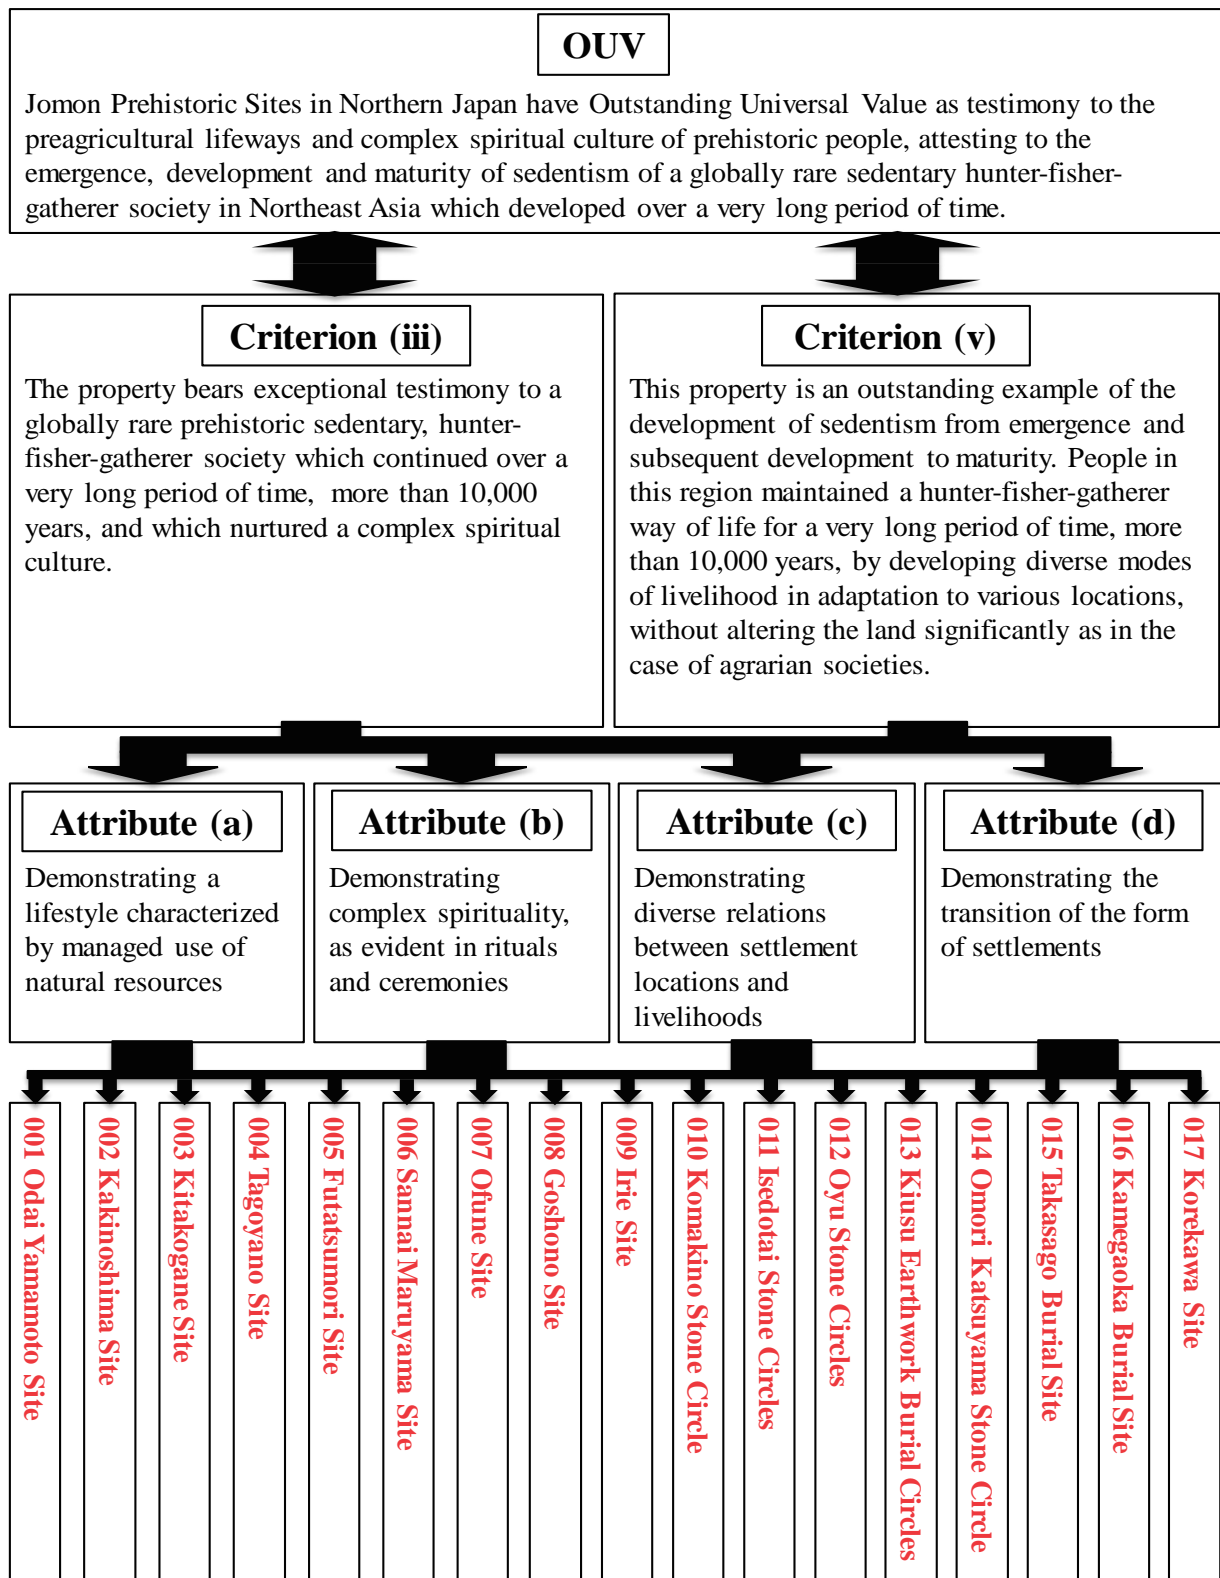 OUV
Jomon Prehistoric Sites in Northern Japan have Outstanding Universal Value as testimony to the
preagricultural lifeways and complex spiritual culture of prehistoric people, attesting to the
emergence, development and maturity of sedentism of a globally rare sedentary hunter-fisher-
gatherer society in Northeast Asia which developed over a very long period of time.
Criterion (iii)
The property bears exceptional testimony to a
globally rare prehistoric sedentary, hunter-
fisher-gatherer society which continued over a
very long period of time, more than 10,000
years, and which nurtured a complex spiritual
culture.
Criterion (v)
This property is an outstanding example of the
development of sedentism from emergence and
subsequent development to maturity. People in
this region maintained a hunter-fisher-gatherer
way of life for a very long period of time, more
than 10,000 years, by developing diverse modes
of livelihood in adaptation to various locations,
without altering the land significantly as in the
case of agrarian societies.
Attribute (a)
Demonstrating a
lifestyle characterized
by managed use of
natural resources
Attribute (b)
Demonstrating
complex spirituality,
as evident in rituals
and ceremonies
Attribute (c)
Demonstrating
diverse relations
between settlement
locations and
livelihoods
Attribute (d)
Demonstrating the
transition of the form
of settlements
001 Odai Yamamoto Site
002 Kakinoshima Site
003 Kitakogane Site
004 Tagoyano Site
005 Futatsumori Site
006 Sannai Maruyama Site
007 Ofune Site
008 Goshono Site
009 Irie Site
010 Komakino Stone Circle
011 Isedotai Stone Circles
012 Oyu Stone Circles
013 Kiusu Earthwork Burial Circles
014 Omori Katsuyama Stone Circle
015 Takasago Burial Site
016 Kamegaoka Burial Site
017 Korekawa Site